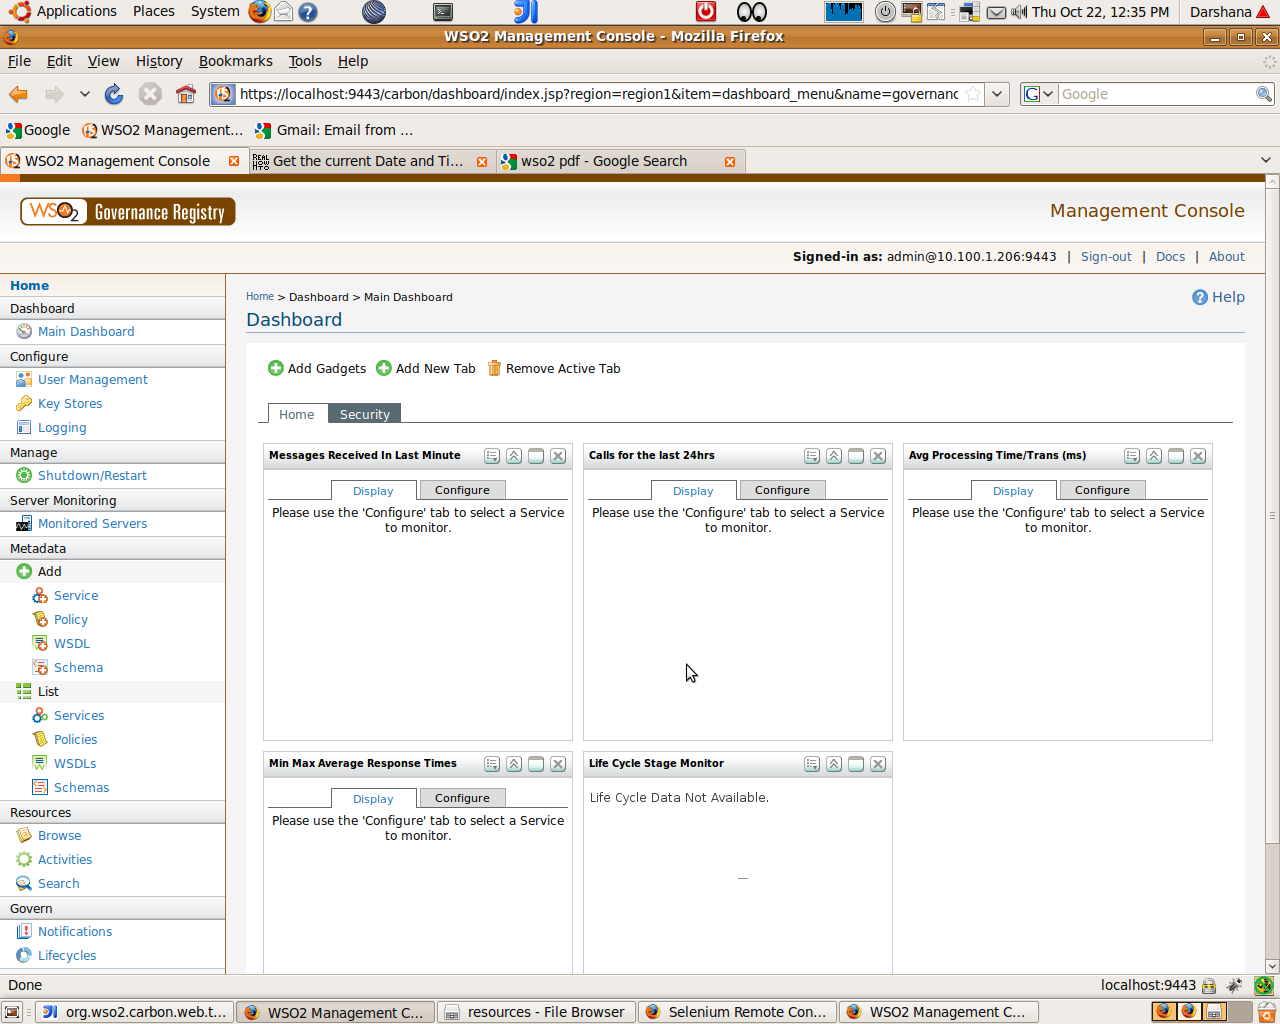 Applications Places System Thu Oct 22, 12:35 PM Darshana
WSO2 Management Console - Mozilla Firefox
File Edit View History Bookmarks Tools Help
https://localhost:9443/carbon/dashboard/index.jsp?region=region1&item=dashboard_menu&name=governanc Google
Google WSO2 Management... Gmail: Email from ...
WSO2 Management Console Get the current Date and Ti... wso2 pdf - Google Search
WSO2 Governance Registry Management Console
Signed-in as: admin@10.100.1.206:9443 | Sign-out | Docs | About
Home
Dashboard
Main Dashboard
Configure
User Management
Key Stores
Logging
Manage
Shutdown/Restart
Server Monitoring
Monitored Servers
Metadata
Add
Service
Policy
WSDL
Schema
List
Services
Policies
WSDLs
Schemas
Resources
Browse
Activities
Search
Govern
Notifications
Lifecycles
Home > Dashboard > Main Dashboard Help
Dashboard
Add Gadgets Add New Tab Remove Active Tab
Home Security
Messages Received In Last Minute
Display Configure
Please use the 'Configure' tab to select a Service
to monitor.
Calls for the last 24hrs
Display Configure
Please use the 'Configure' tab to select a Service
to monitor.
Avg Processing Time/Trans (ms)
Display Configure
Please use the 'Configure' tab to select a Service
to monitor.
Min Max Average Response Times
Display Configure
Please use the 'Configure' tab to select a Service
to monitor.
Life Cycle Stage Monitor
Life Cycle Data Not Available.
Done localhost:9443
org.wso2.carbon.web.t... WSO2 Management C... resources - File Browser Selenium Remote Con... WSO2 Management C...